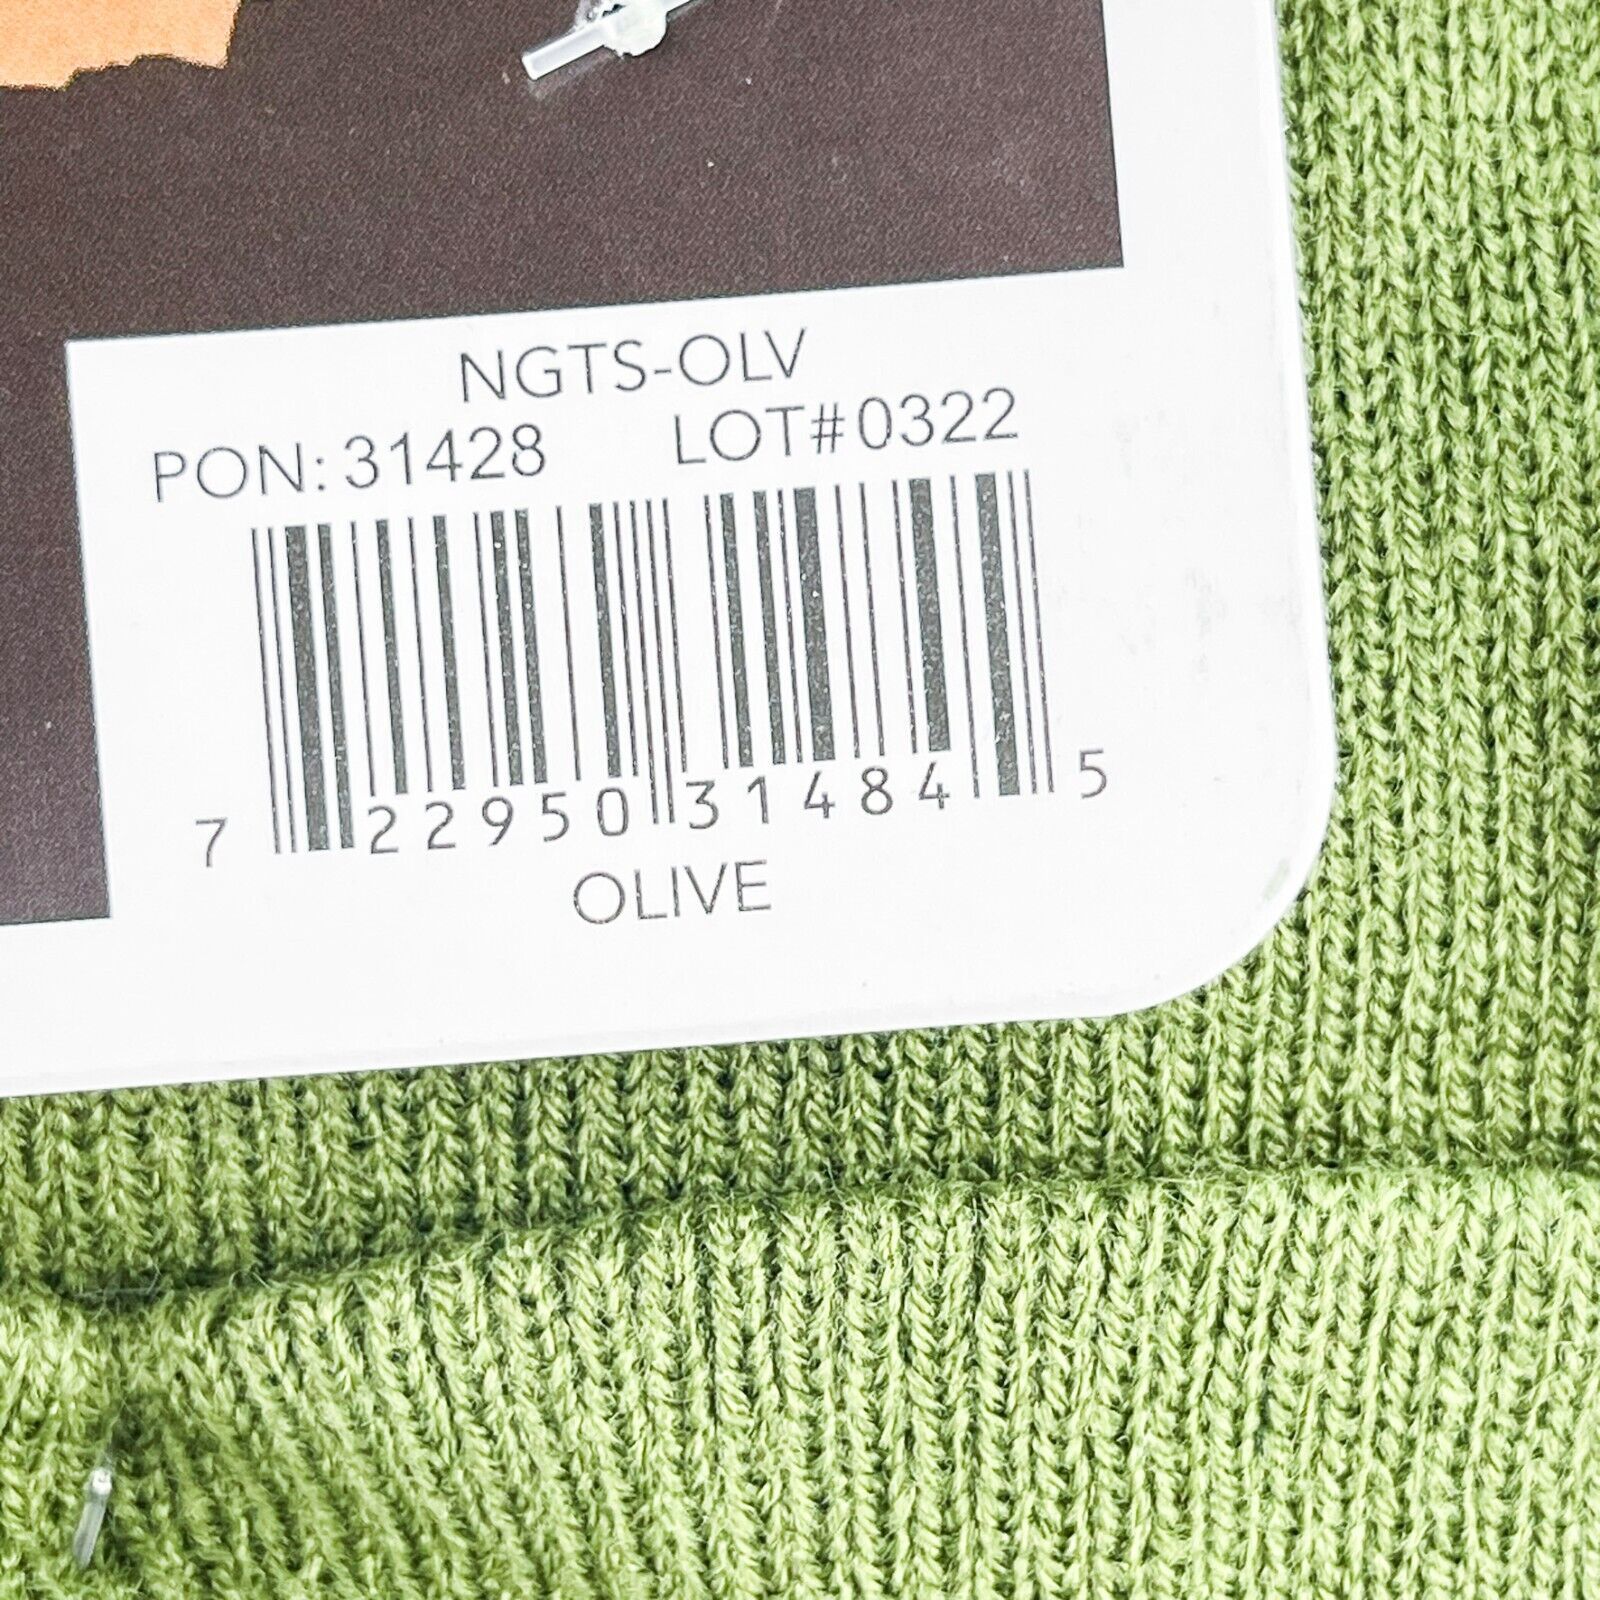 NGTS-OLV
PON: 31428 LOT#0322
7 22950 31484 5
OLIVE